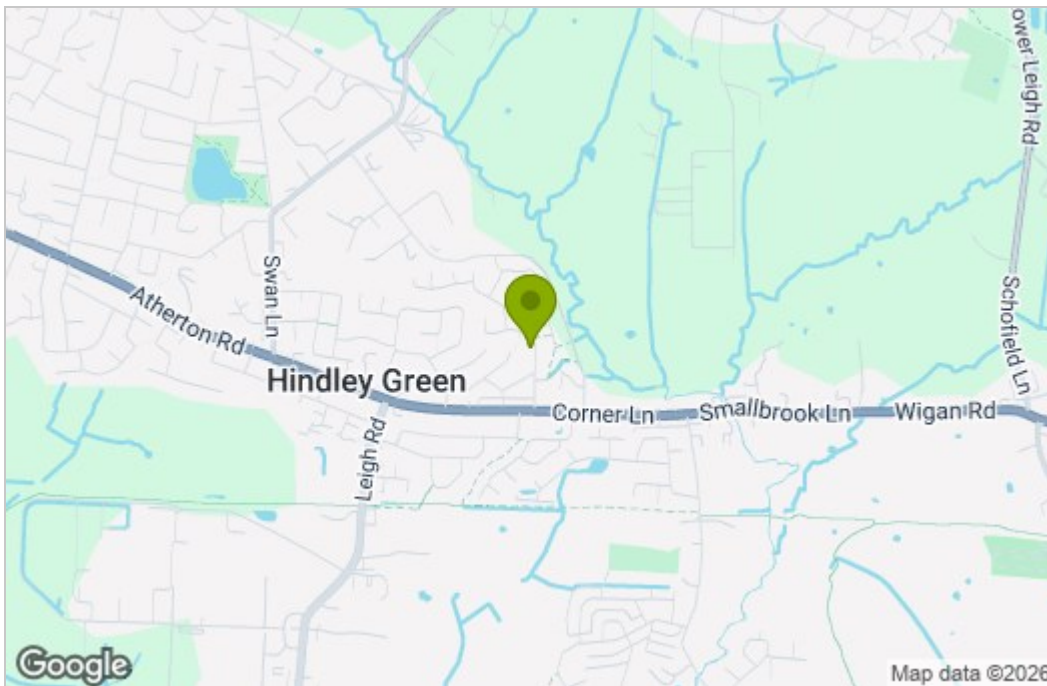 ower Leigh Rd
Swan Ln
Schofield Ln
Atherton Rd
Hindley Green
Corner Ln
Smallbrook Ln
Wigan Rd
Leigh Rd
Google
Map data ©2026